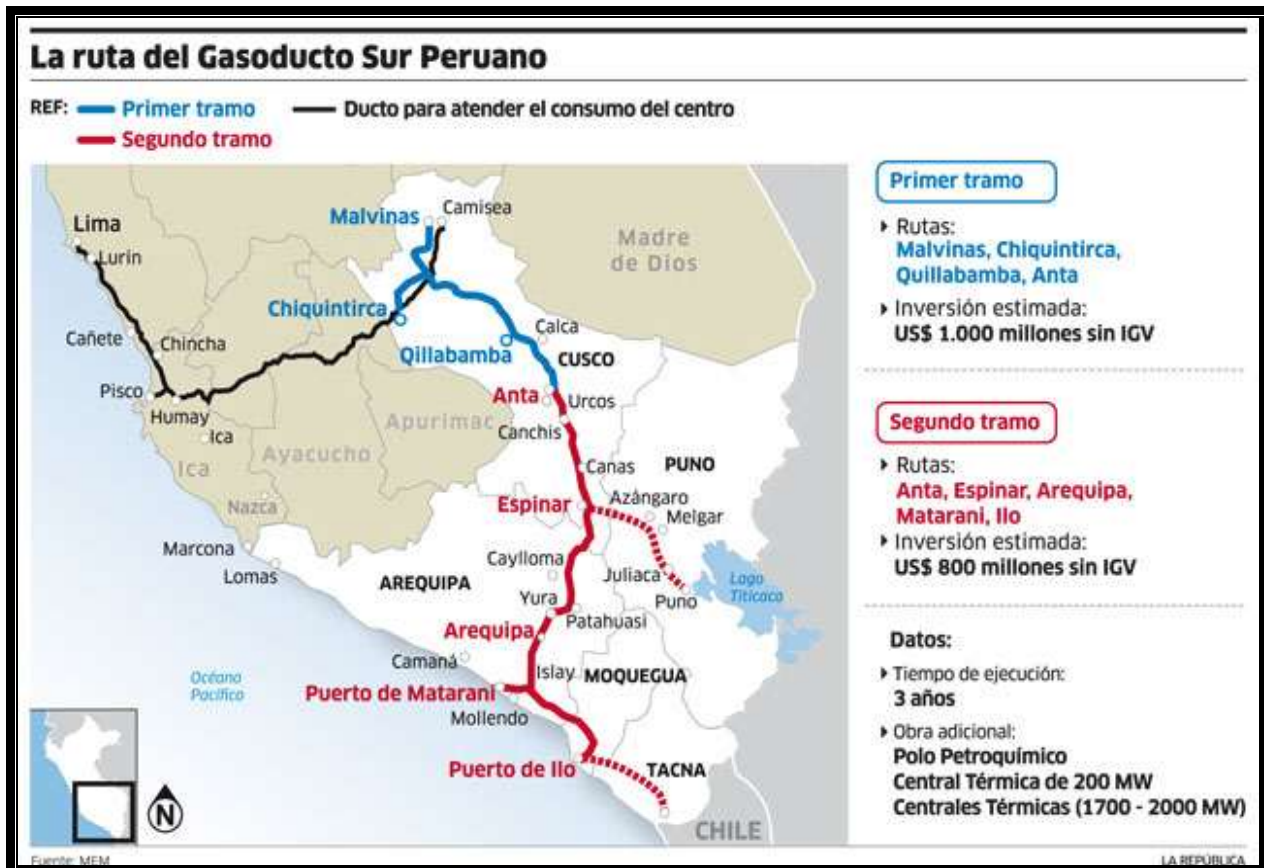 La ruta del Gasoducto Sur Peruano
REF: Primer tramo Ducto para atender el consumo del centro
Segundo tramo
Malvinas
Camisea
Lima
Lurin
Madre
de Dios
Chiquintirca
Calca
Cañete
Chincha
Qillabamba
CUSCO
Pisco
Humay
Anta
Urcos
Ica
Apurimac
Canchis
Ica
Ayacucho
Canas
PUNO
Nazca
Espinar
Azángaro
Melgar
Marcona
Lomas
Caylloma
AREQUIPA
Juliaca
Lago
Titicaca
Yura
Puno
Patahuasi
Arequipa
Camaná
Islay
MOQUEGUA
Océano
Pacífico
Puerto de Matarani
Mollendo
Puerto de Ilo
TACNA
N
CHILE
Primer tramo
Rutas:
Malvinas, Chiquintirca,
Quillabamba, Anta
Inversión estimada:
US$ 1.000 millones sin IGV
Segundo tramo
Rutas:
Anta, Espinar, Arequipa,
Matarani, Ilo
Inversión estimada:
US$ 800 millones sin IGV
Datos:
Tiempo de ejecución:
3 años
Obra adicional:
Polo Petroquímico
Central Térmica de 200 MW
Centrales Térmicas (1700 - 2000 MW)
Fuente: MEM
LA REPÚBLICA